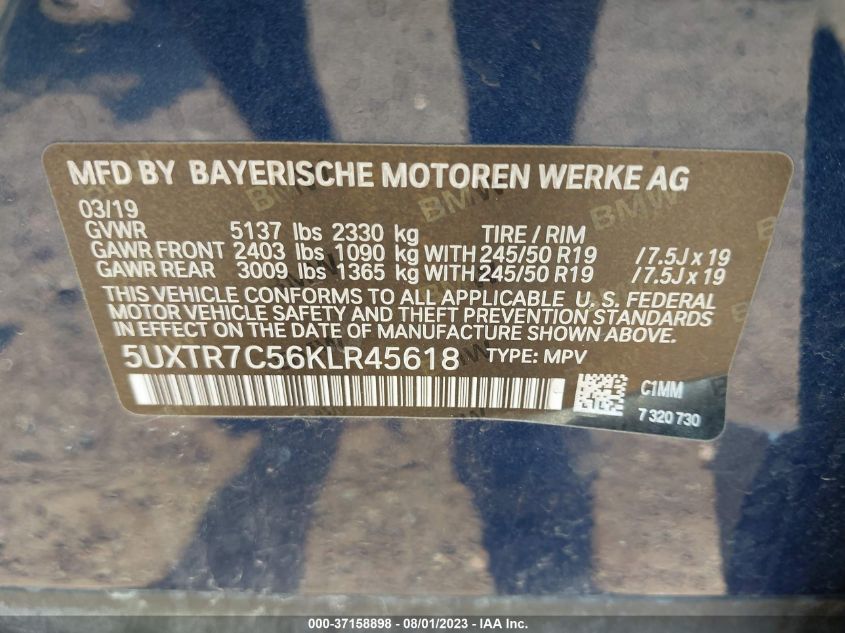 MFD BY BAYERISCHE MOTOREN WERKE AG
03/19
GVWR 5137 lbs 2330 kg TIRE / RIM
GAWR FRONT 2403 lbs 1090 kg WITH 245/50 R19 / 7.5J x 19
GAWR REAR 3009 lbs 1365 kg WITH 245/50 R19 / 7.5J x 19
THIS VEHICLE CONFORMS TO ALL APPLICABLE U. S. FEDERAL
MOTOR VEHICLE SAFETY AND THEFT PREVENTION STANDARDS
IN EFFECT ON THE DATE OF MANUFACTURE SHOWN ABOVE.
5UXTR7C56KLR45618 TYPE: MPV
C1MM
7 320 730
000-37158898 - 08/01/2023 - IAA Inc.